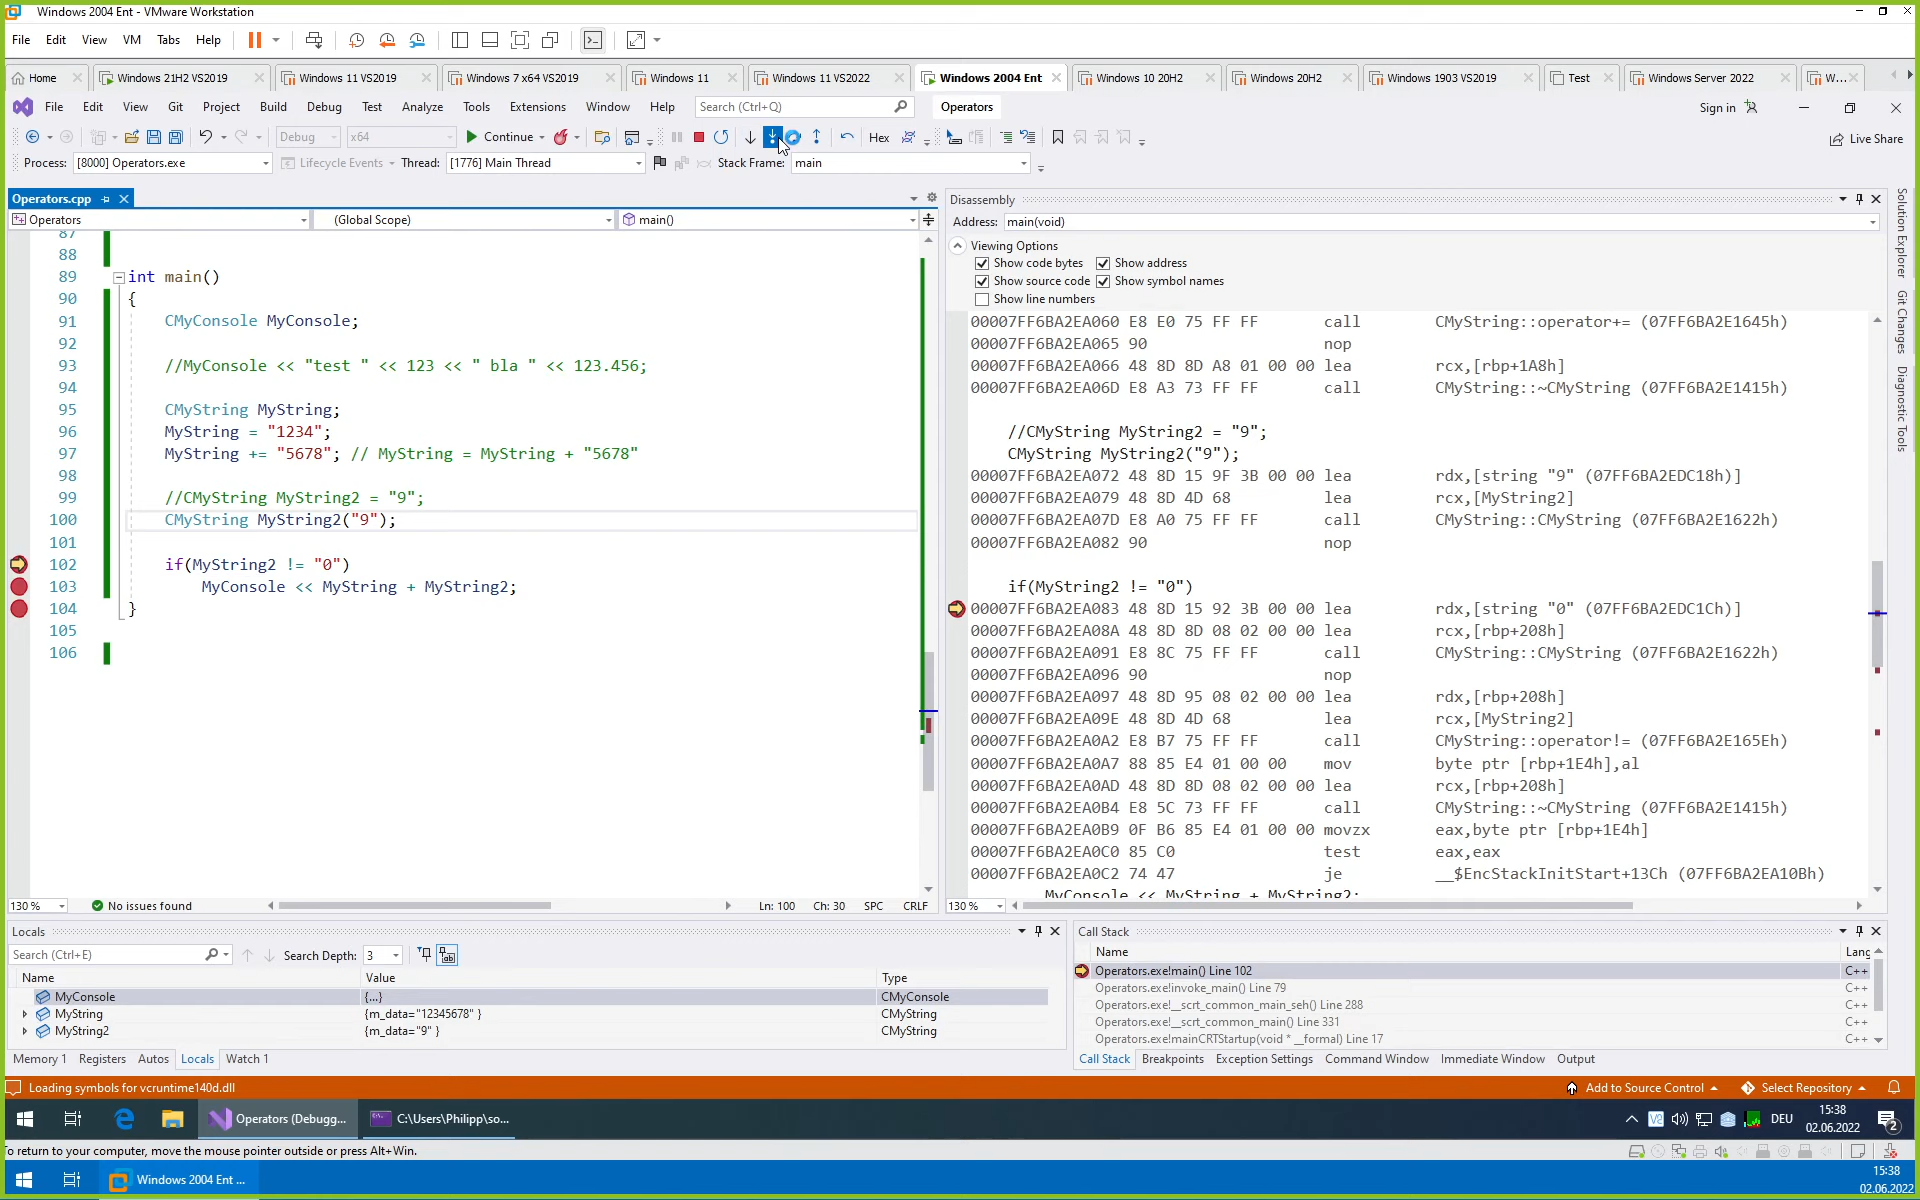 Windows 2004 Ent - VMware Workstation
File Edit View VM Tabs Help
Home Windows 21H2 VS2019 Windows 11 VS2019 Windows 7 x64 VS2019 Windows 11 Windows 11 VS2022 Windows 2004 Ent Windows 10 20H2 Windows 20H2 Windows 1903 VS2019 Test Windows Server 2022 W...
File Edit View Git Project Build Debug Test Analyze Tools Extensions Window Help Search (Ctrl+Q) Operators Sign in
Debug x64 Continue Hex Live Share
Process: [8000] Operators.exe Lifecycle Events Thread: [1776] Main Thread Stack Frame: main
Operators.cpp
Operators (Global Scope) main()
87
88
89 int main()
90 {
91 CMyConsole MyConsole;
92
93 //MyConsole << "test " << 123 << " bla " << 123.456;
94
95 CMyString MyString;
96 MyString = "1234";
97 MyString += "5678"; // MyString = MyString + "5678"
98
99 //CMyString MyString2 = "9";
100 CMyString MyString2("9");
101
102 if(MyString2 != "0")
103 MyConsole << MyString + MyString2;
104 }
105
106
130 % No issues found Ln: 100 Ch: 30 SPC CRLF
Disassembly
Address: main(void)
Viewing Options
Show code bytes Show address
Show source code Show symbol names
Show line numbers
00007FF6BA2EA060 E8 E0 75 FF FF call CMyString::operator+= (07FF6BA2E1645h)
00007FF6BA2EA065 90 nop
00007FF6BA2EA066 48 8D 8D A8 01 00 00 lea rcx,[rbp+1A8h]
00007FF6BA2EA06D E8 A3 73 FF FF call CMyString::~CMyString (07FF6BA2E1415h)
//CMyString MyString2 = "9";
CMyString MyString2("9");
00007FF6BA2EA072 48 8D 15 9F 3B 00 00 lea rdx,[string "9" (07FF6BA2EDC18h)]
00007FF6BA2EA079 48 8D 4D 68 lea rcx,[MyString2]
00007FF6BA2EA07D E8 A0 75 FF FF call CMyString::CMyString (07FF6BA2E1622h)
00007FF6BA2EA082 90 nop
if(MyString2 != "0")
00007FF6BA2EA083 48 8D 15 92 3B 00 00 lea rdx,[string "0" (07FF6BA2EDC1Ch)]
00007FF6BA2EA08A 48 8D 8D 08 02 00 00 lea rcx,[rbp+208h]
00007FF6BA2EA091 E8 8C 75 FF FF call CMyString::CMyString (07FF6BA2E1622h)
00007FF6BA2EA096 90 nop
00007FF6BA2EA097 48 8D 95 08 02 00 00 lea rdx,[rbp+208h]
00007FF6BA2EA09E 48 8D 4D 68 lea rcx,[MyString2]
00007FF6BA2EA0A2 E8 B7 75 FF FF call CMyString::operator!= (07FF6BA2E165Eh)
00007FF6BA2EA0A7 88 85 E4 01 00 00 mov byte ptr [rbp+1E4h],al
00007FF6BA2EA0AD 48 8D 8D 08 02 00 00 lea rcx,[rbp+208h]
00007FF6BA2EA0B4 E8 5C 73 FF FF call CMyString::~CMyString (07FF6BA2E1415h)
00007FF6BA2EA0B9 0F B6 85 E4 01 00 00 movzx eax,byte ptr [rbp+1E4h]
00007FF6BA2EA0C0 85 C0 test eax,eax
00007FF6BA2EA0C2 74 47 je __$EncStackInitStart+13Ch (07FF6BA2EA10Bh)
MyConsole << MyString + MyString2;
130 %
Locals
Search (Ctrl+E) Search Depth: 3
Name Value Type
MyConsole {...} CMyConsole
MyString {m_data="12345678" } CMyString
MyString2 {m_data="9" } CMyString
Memory 1 Registers Autos Locals Watch 1
Call Stack
Name Lang
Operators.exe!main() Line 102 C++
Operators.exe!invoke_main() Line 79 C++
Operators.exe!__scrt_common_main_seh() Line 288 C++
Operators.exe!__scrt_common_main() Line 331 C++
Operators.exe!mainCRTStartup(void * __formal) Line 17 C++
Call Stack Breakpoints Exception Settings Command Window Immediate Window Output
Solution Explorer
Git Changes
Diagnostic Tools
Loading symbols for vcruntime140d.dll Add to Source Control Select Repository
Operators (Debugg... C:\Users\Philipp\so... DEU 15:38
02.06.2022
2
To return to your computer, move the mouse pointer outside or press Alt+Win.
Windows 2004 Ent ... 15:38
02.06.2022